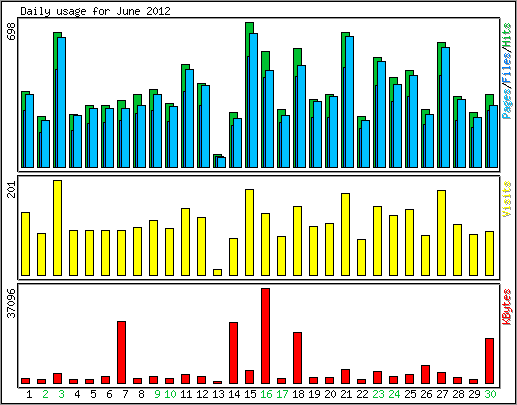 Daily usage for June 2012
698
Pages/Files/Hits
201
Visits
37096
KBytes
1 2 3 4 5 6 7 8 9 10 11 12 13 14 15 16 17 18 19 20 21 22 23 24 25 26 27 28 29 30